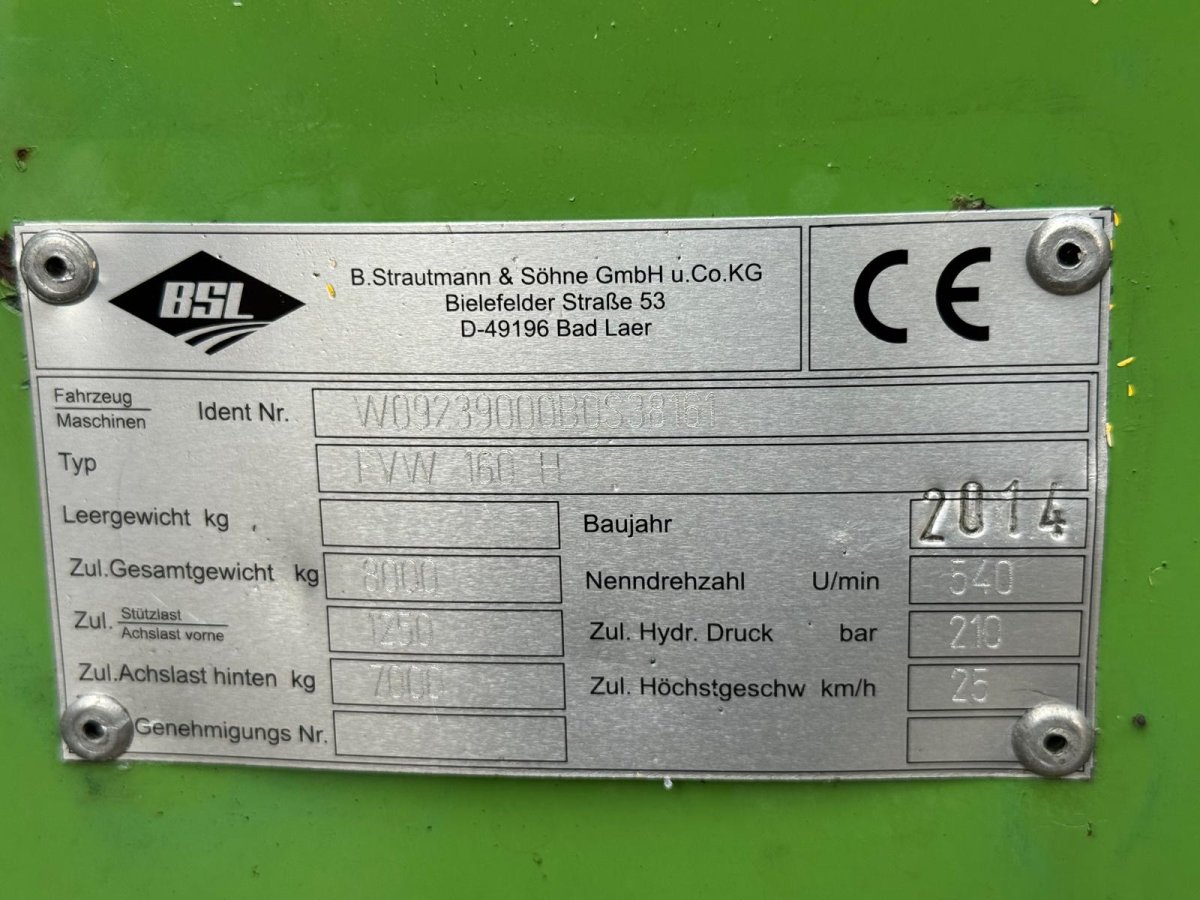 BSL
B.Strautmann & Söhne GmbH u.Co.KG
Bielefelder Straße 53
D-49196 Bad Laer
CE
Fahrzeug
Maschinen
Ident Nr. W09239000B0S38161
Typ FVW 160 H
Leergewicht kg
Baujahr 2014
Zul.Gesamtgewicht kg 8000
Nenndrehzahl U/min 540
Zul. Stützlast
Achslast vorne 1250
Zul. Hydr. Druck bar 210
Zul.Achslast hinten kg 7000
Zul. Höchstgeschw km/h 25
Genehmigungs Nr.